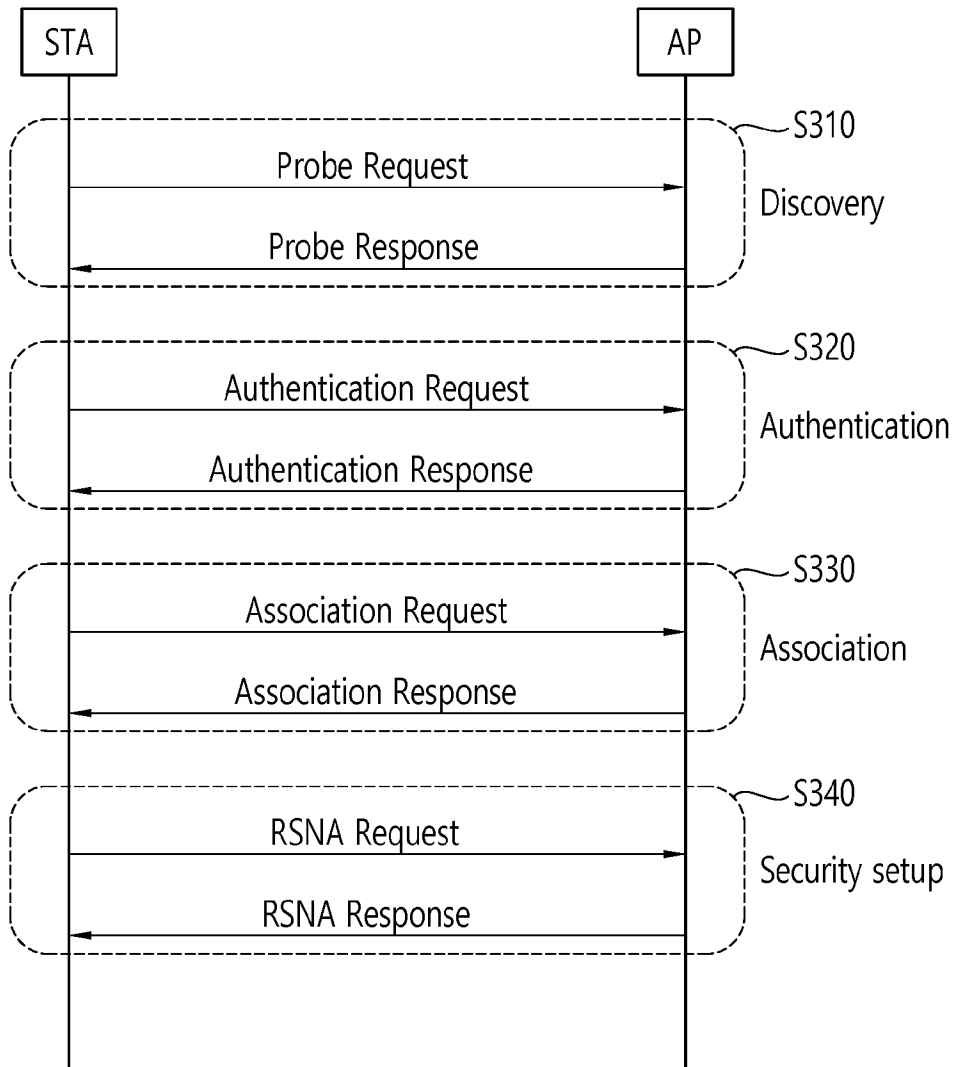 STA
AP
S310
Probe Request
Discovery
Probe Response
S320
Authentication Request
Authentication
Authentication Response
S330
Association Request
Association
Association Response
S340
RSNA Request
Security setup
RSNA Response